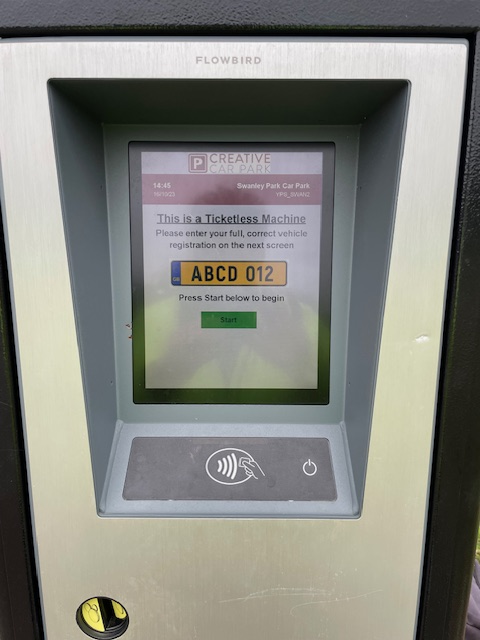 FLOWBIRD
P CREATIVE
CAR PARK
14:45 Swanley Park Car Park
This is a Ticketless Machine
Please enter your full, correct vehicle
registration on the next screen
ABCD 012
Press Start below to begin
Start